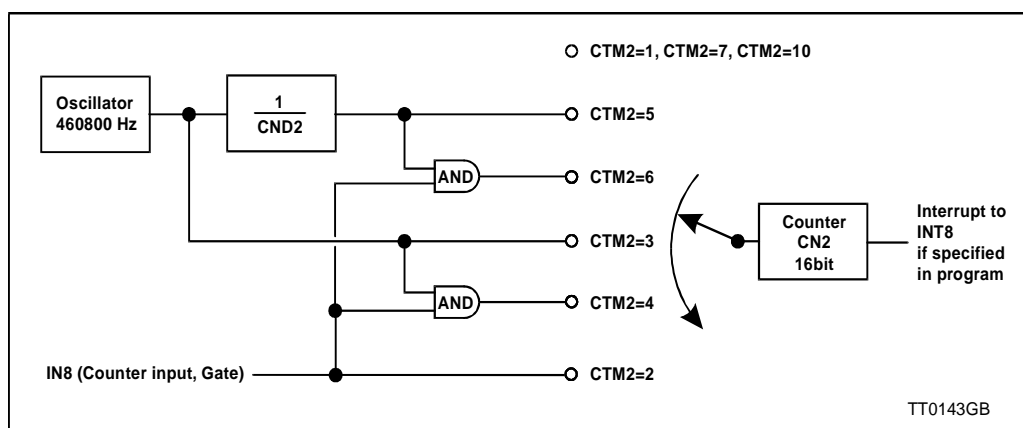 CTM2=1, CTM2=7, CTM2=10
Oscillator
460800 Hz
1
CND2
CTM2=5
AND
CTM2=6
CTM2=3
AND
CTM2=4
Counter
CN2
16bit
Interrupt to
INT8
if specified
in program
IN8 (Counter input, Gate)
CTM2=2
TT0143GB